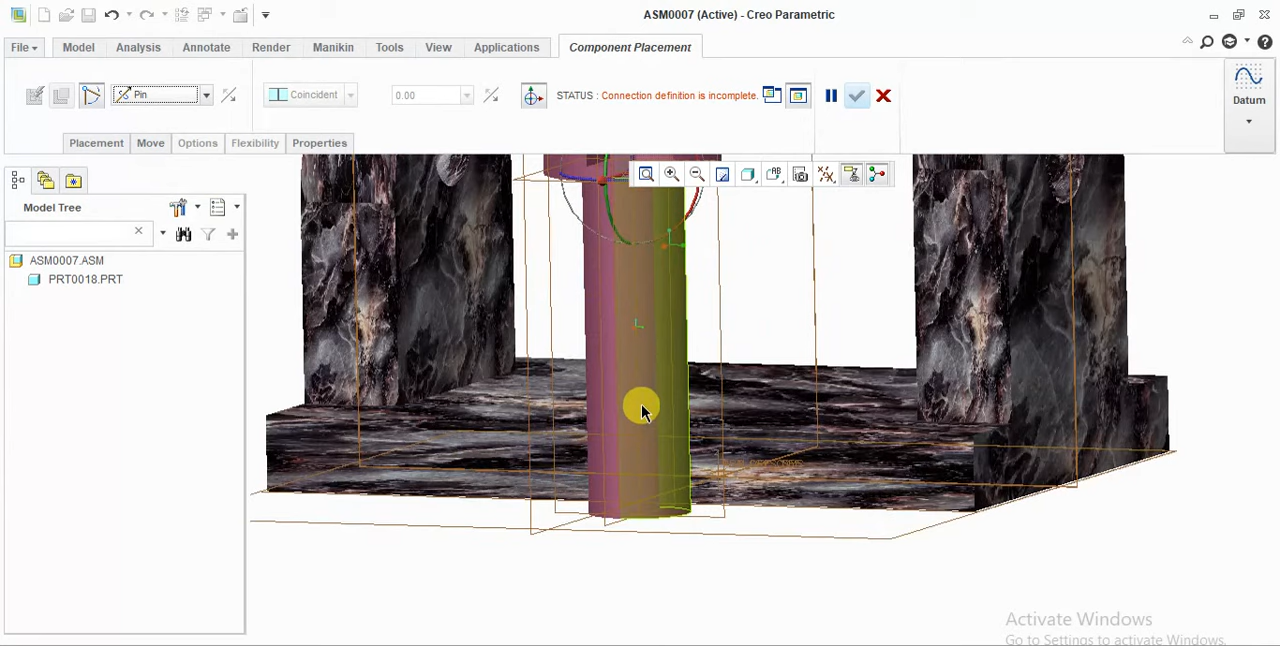 ASM0007 (Active) - Creo Parametric
File Model Analysis Annotate Render Manikin Tools View Applications Component Placement
Pin Coincident 0.00 STATUS : Connection definition is incomplete. Datum
Placement Move Options Flexibility Properties
Model Tree
ASM0007.ASM
PRT0018.PRT
Activate Windows
Go to Settings to activate Windows.